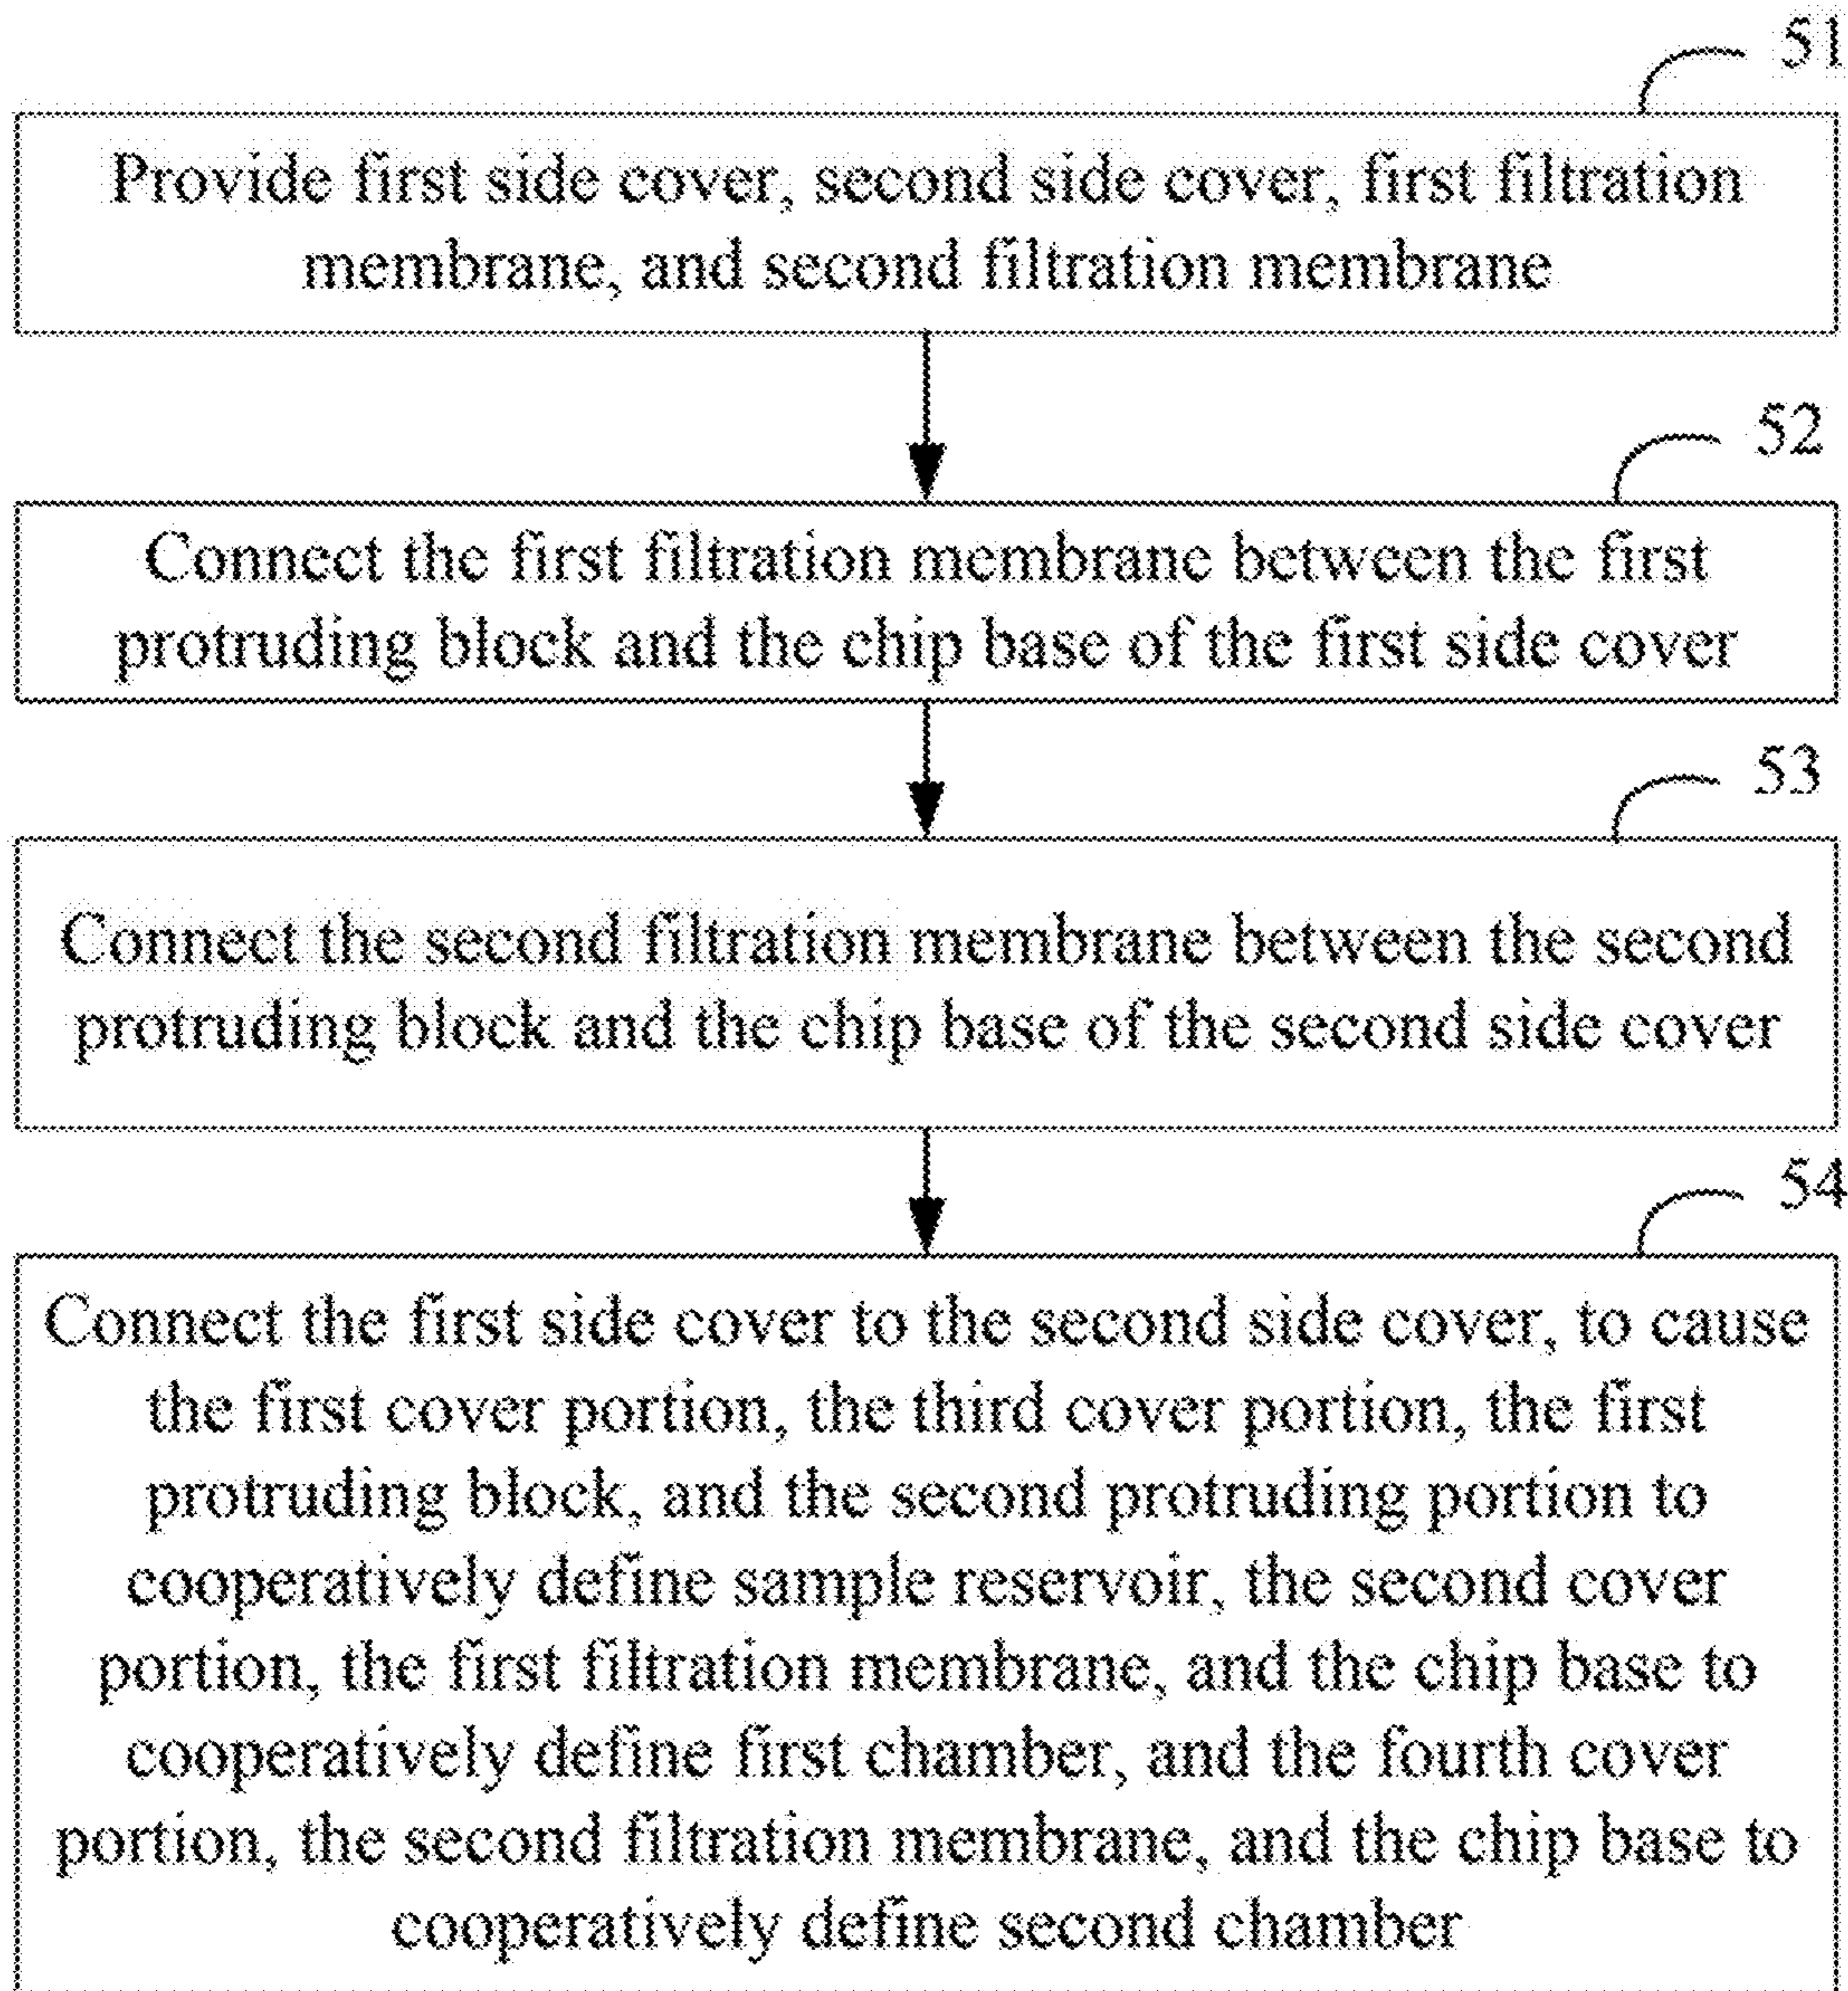 51
Provide first side cover, second side cover, first filtration
membrane, and second filtration membrane
52
Connect the first filtration membrane between the first
protruding block and the chip base of the first side cover
53
Connect the second filtration membrane between the second
protruding block and the chip base of the second side cover
54
Connect the first side cover to the second side cover, to cause
the first cover portion, the third cover portion, the first
protruding block, and the second protruding portion to
cooperatively define sample reservoir, the second cover
portion, the first filtration membrane, and the chip base to
cooperatively define first chamber, and the fourth cover
portion, the second filtration membrane, and the chip base to
cooperatively define second chamber